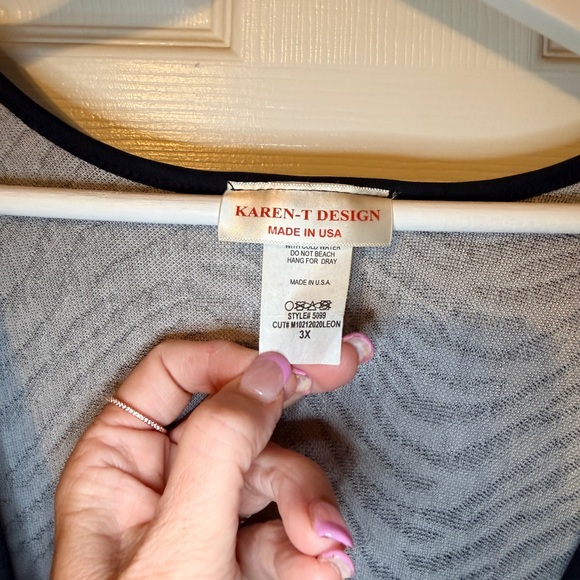 KAREN-T DESIGN
MADE IN USA
WITH COLD WATER
DO NOT BEACH
HANG FOR DRAY
MADE IN U.S.A.
STYLE# 5099
CUT# M10212020LEON
3X